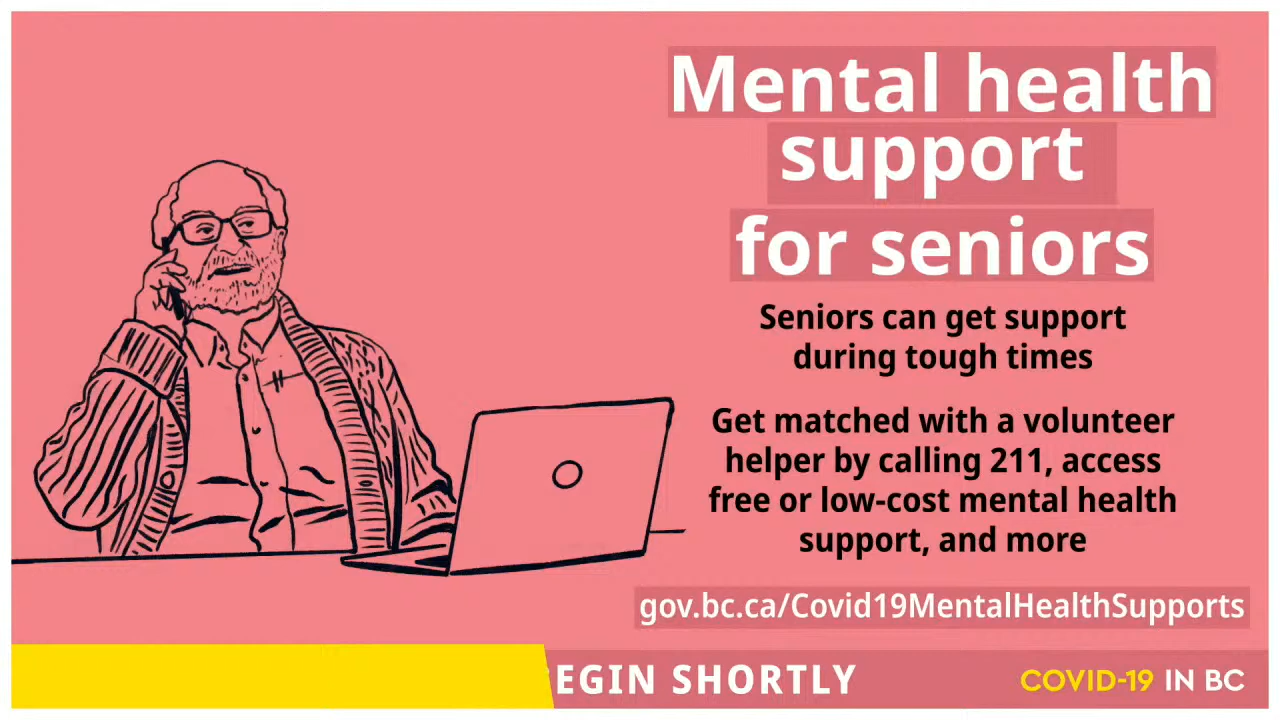 Mental health
support
for seniors
Seniors can get support
during tough times
Get matched with a volunteer
helper by calling 211, access
free or low-cost mental health
support, and more
gov.bc.ca/Covid19MentalHealthSupports
EGIN SHORTLY
COVID-19 IN BC